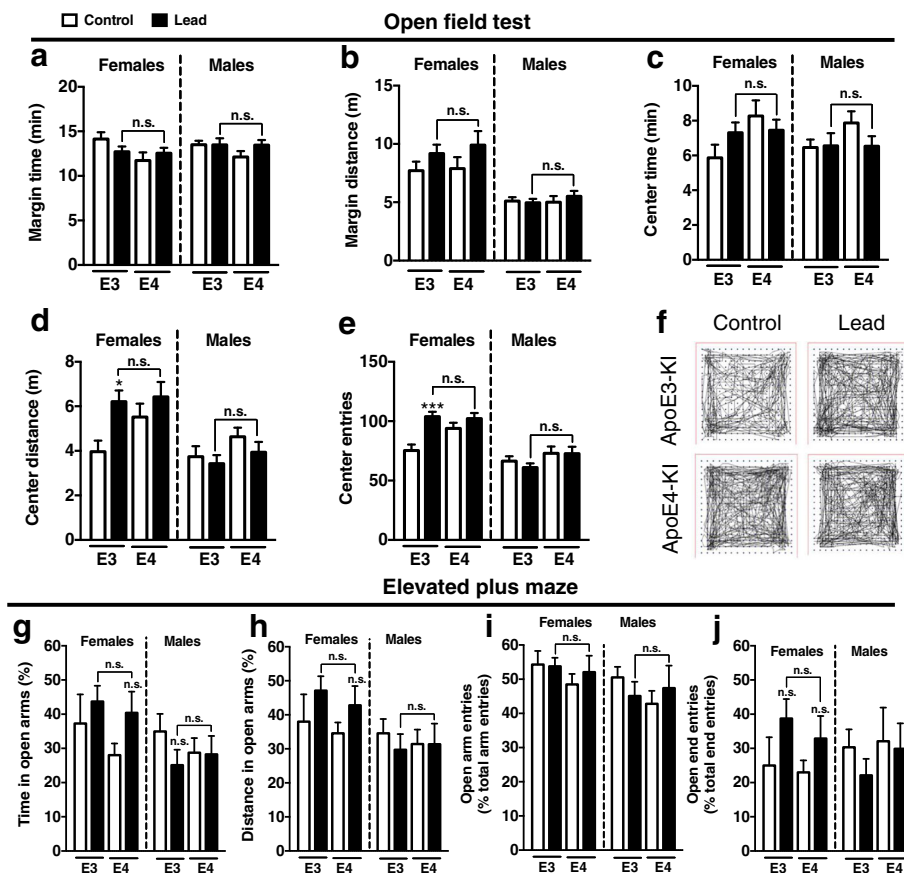 Control Lead
Open field test
a
Females Males
n.s. n.s.
Margin time (min)
20
15
10
5
0
E3 E4 E3 E4
b
Females Males
n.s.
n.s.
Margin distance (m)
15
10
5
0
E3 E4 E3 E4
c
Females Males
n.s.
n.s.
Center time (min)
10
8
6
4
2
0
E3 E4 E3 E4
d
Females Males
n.s.
*
n.s.
Center distance (m)
8
6
4
2
0
E3 E4 E3 E4
e
Females Males
n.s.
***
n.s.
Center entries
150
100
50
0
E3 E4 E3 E4
f
Control Lead
ApoE3-KI
ApoE4-KI
Elevated plus maze
g
Females Males
n.s.
n.s.
n.s.
n.s.
Time in open arms (%)
60
50
40
30
20
10
0
E3 E4 E3 E4
h
Females Males
n.s.
n.s.
n.s.
Distance in open arms (%)
60
50
40
30
20
10
0
E3 E4 E3 E4
i
Females Males
n.s.
n.s.
Open arm entries
(% total arm entries)
60
50
40
30
20
10
0
E3 E4 E3 E4
j
Females Males
n.s.
n.s.
n.s.
Open end entries
(% total end entries)
60
50
40
30
20
10
0
E3 E4 E3 E4